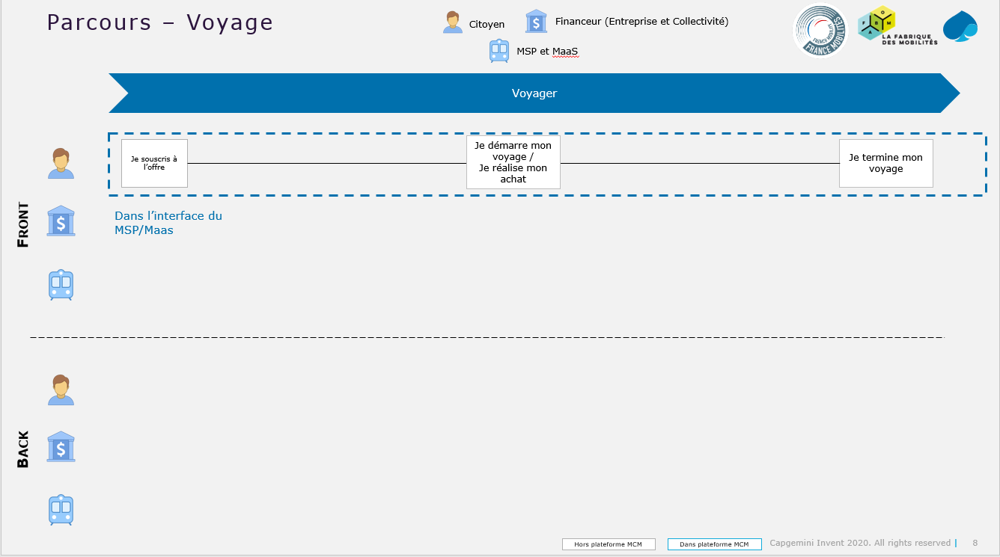 Parcours – Voyage
Citoyen
Financeur (Entreprise et Collectivité)
MSP et MaaS
FRENCH MOBILITY
FRANCE MOBILITÉS
F A B M O
LA FABRIQUE
DES MOBILITÉS
Voyager
Je souscris à
l’offre
Je démarre mon
voyage /
Je réalise mon
achat
Je termine mon
voyage
FRONT
Dans l’interface du
MSP/Maas
BACK
Hors plateforme MCM
Dans plateforme MCM
Capgemini Invent 2020. All rights reserved |
8